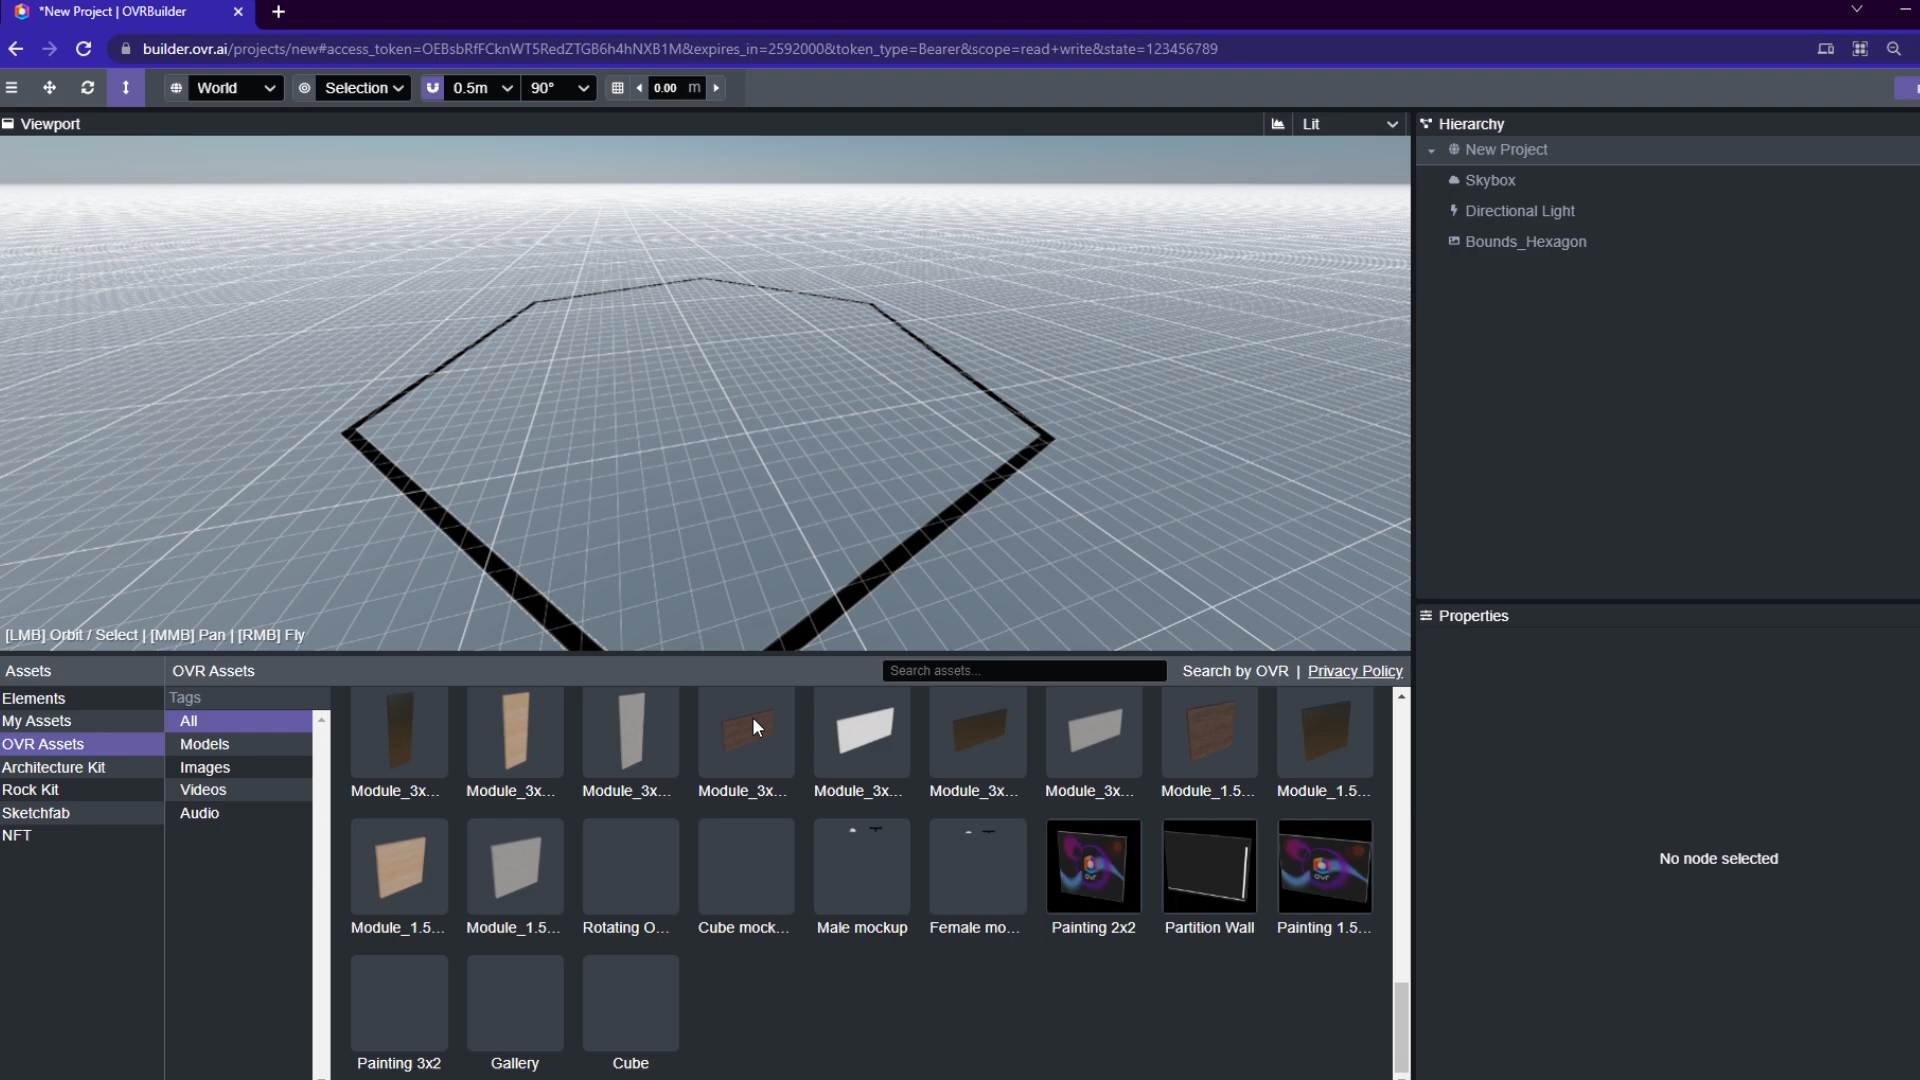 *New Project | OVRBuilder
builder.ovr.ai/projects/new#access_token=OEBsbRfFCknWT5RedZTGB6h4hNXB1M&expires_in=2592000&token_type=Bearer&scope=read+write&state=123456789
World Selection 0.5m 90° 0.00 m
Viewport Lit
[LMB] Orbit / Select | [MMB] Pan | [RMB] Fly
Hierarchy
New Project
Skybox
Directional Light
Bounds_Hexagon
Properties
No node selected
Assets
Elements
My Assets
OVR Assets
Architecture Kit
Rock Kit
Sketchfab
NFT
OVR Assets
Search assets...
Search by OVR | Privacy Policy
Tags
All
Models
Images
Videos
Audio
Module_3x... Module_3x... Module_3x... Module_3x... Module_3x... Module_3x... Module_3x... Module_1.5... Module_1.5...
ovr ovr
Module_1.5... Module_1.5... Rotating O... Cube mock... Male mockup Female mo... Painting 2x2 Partition Wall Painting 1.5...
Painting 3x2 Gallery Cube